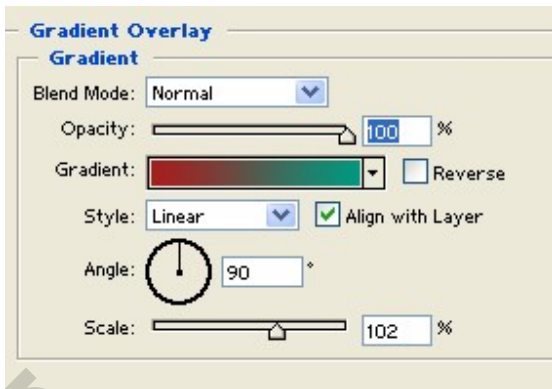 Gradient Overlay
Gradient
Blend Mode: Normal
Opacity: 100 %
Gradient: Reverse
Style: Linear Align with Layer
Angle: 90 °
Scale: 102 %